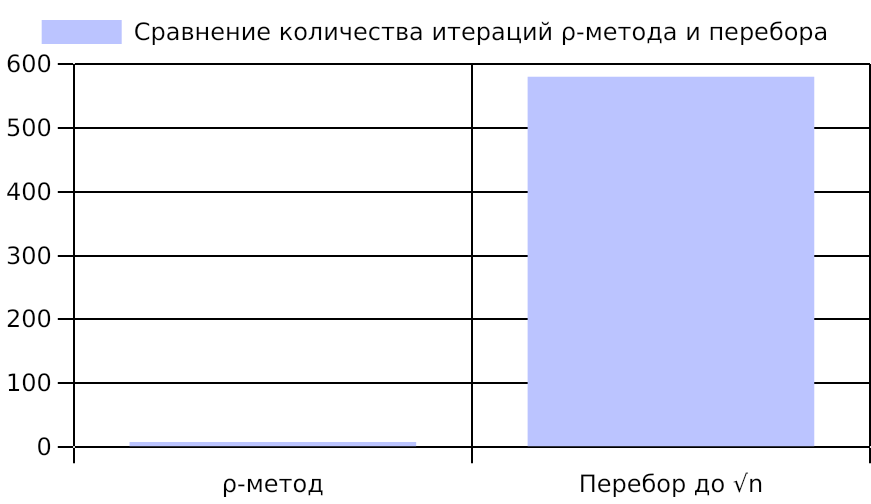 Сравнение количества итераций ρ-метода и перебора
600
500
400
300
200
100
0
ρ-метод
Перебор до √n